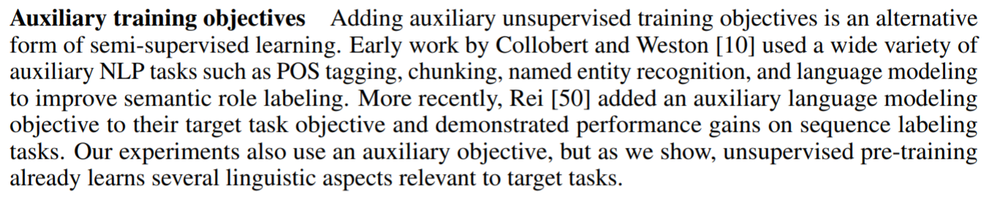 Auxiliary training objectives Adding auxiliary unsupervised training objectives is an alternative
form of semi-supervised learning. Early work by Collobert and Weston [10] used a wide variety of
auxiliary NLP tasks such as POS tagging, chunking, named entity recognition, and language modeling
to improve semantic role labeling. More recently, Rei [50] added an auxiliary language modeling
objective to their target task objective and demonstrated performance gains on sequence labeling
tasks. Our experiments also use an auxiliary objective, but as we show, unsupervised pre-training
already learns several linguistic aspects relevant to target tasks.